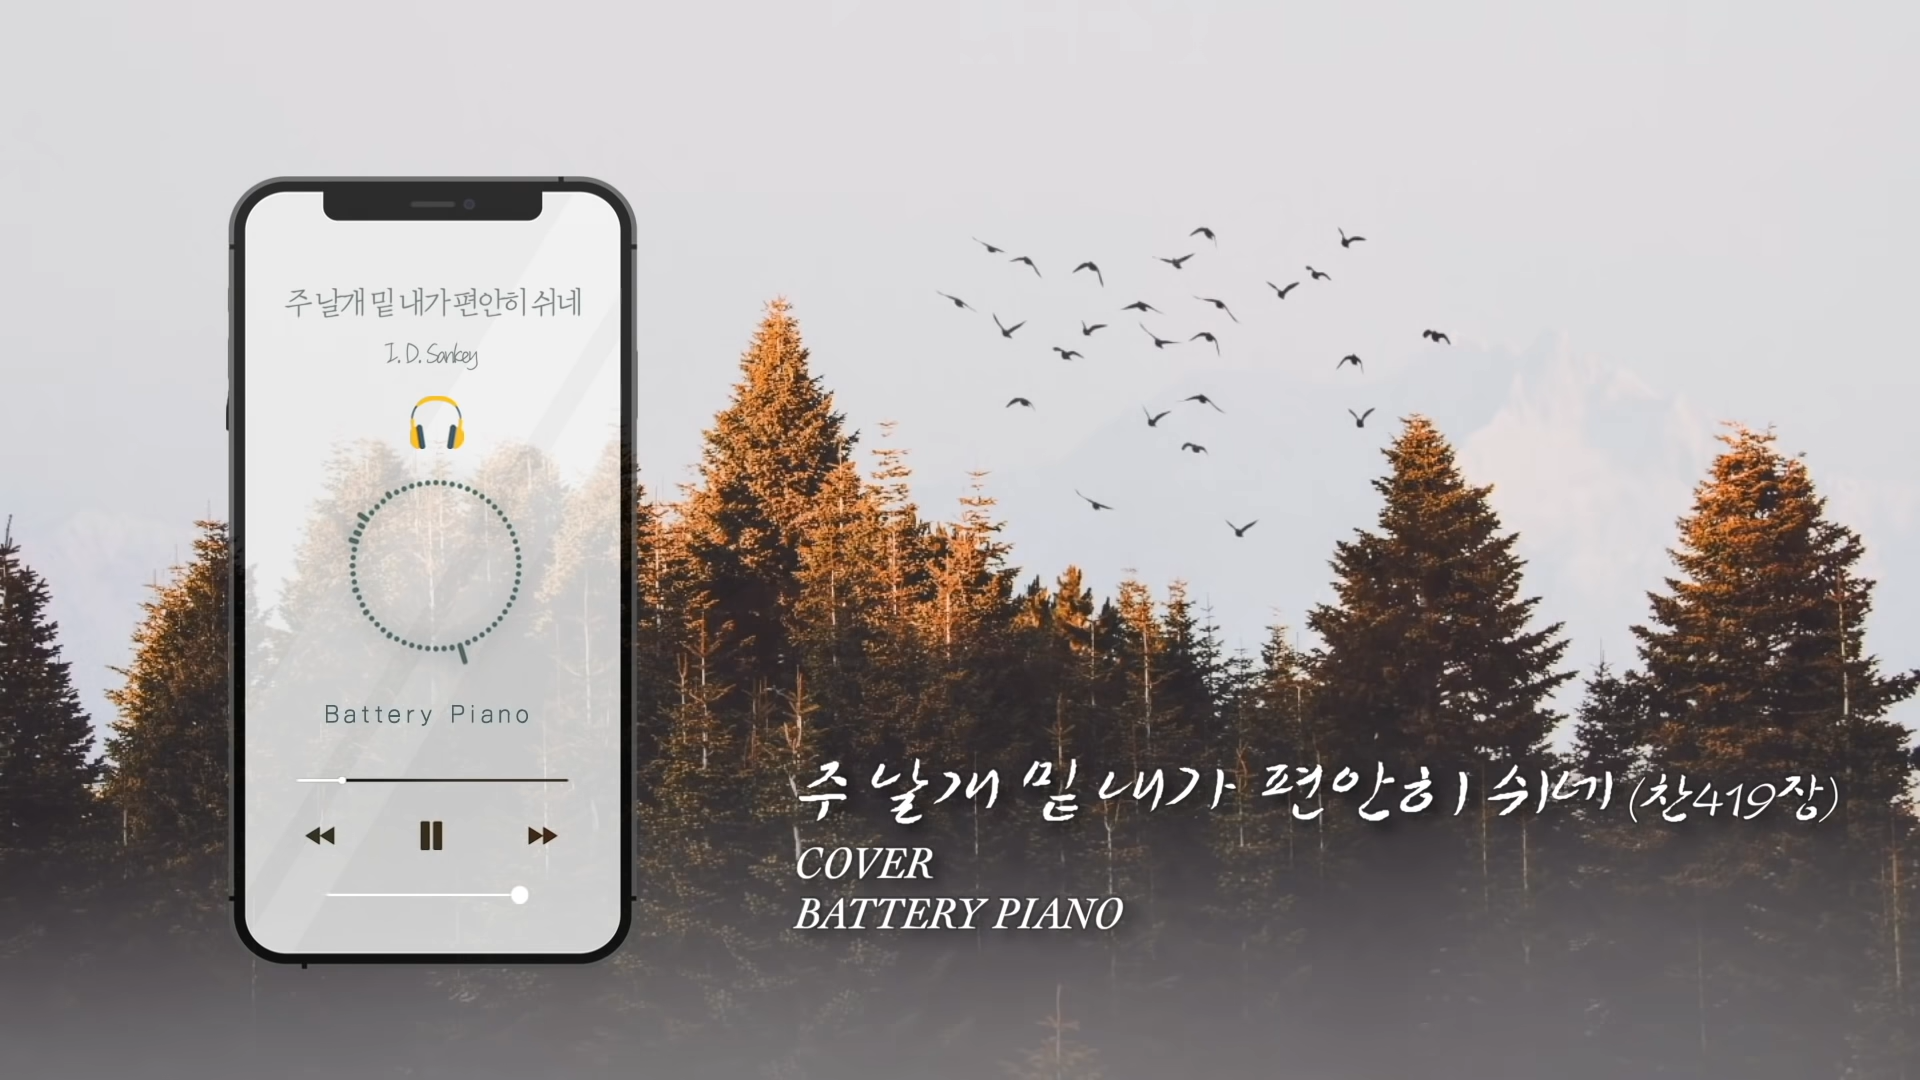 주 날개 밑 내가 편안히 쉬네
I. D. Sankey
Battery Piano
주 날개 밑 내가 편안히 쉬네 (찬419장)
COVER
BATTERY PIANO